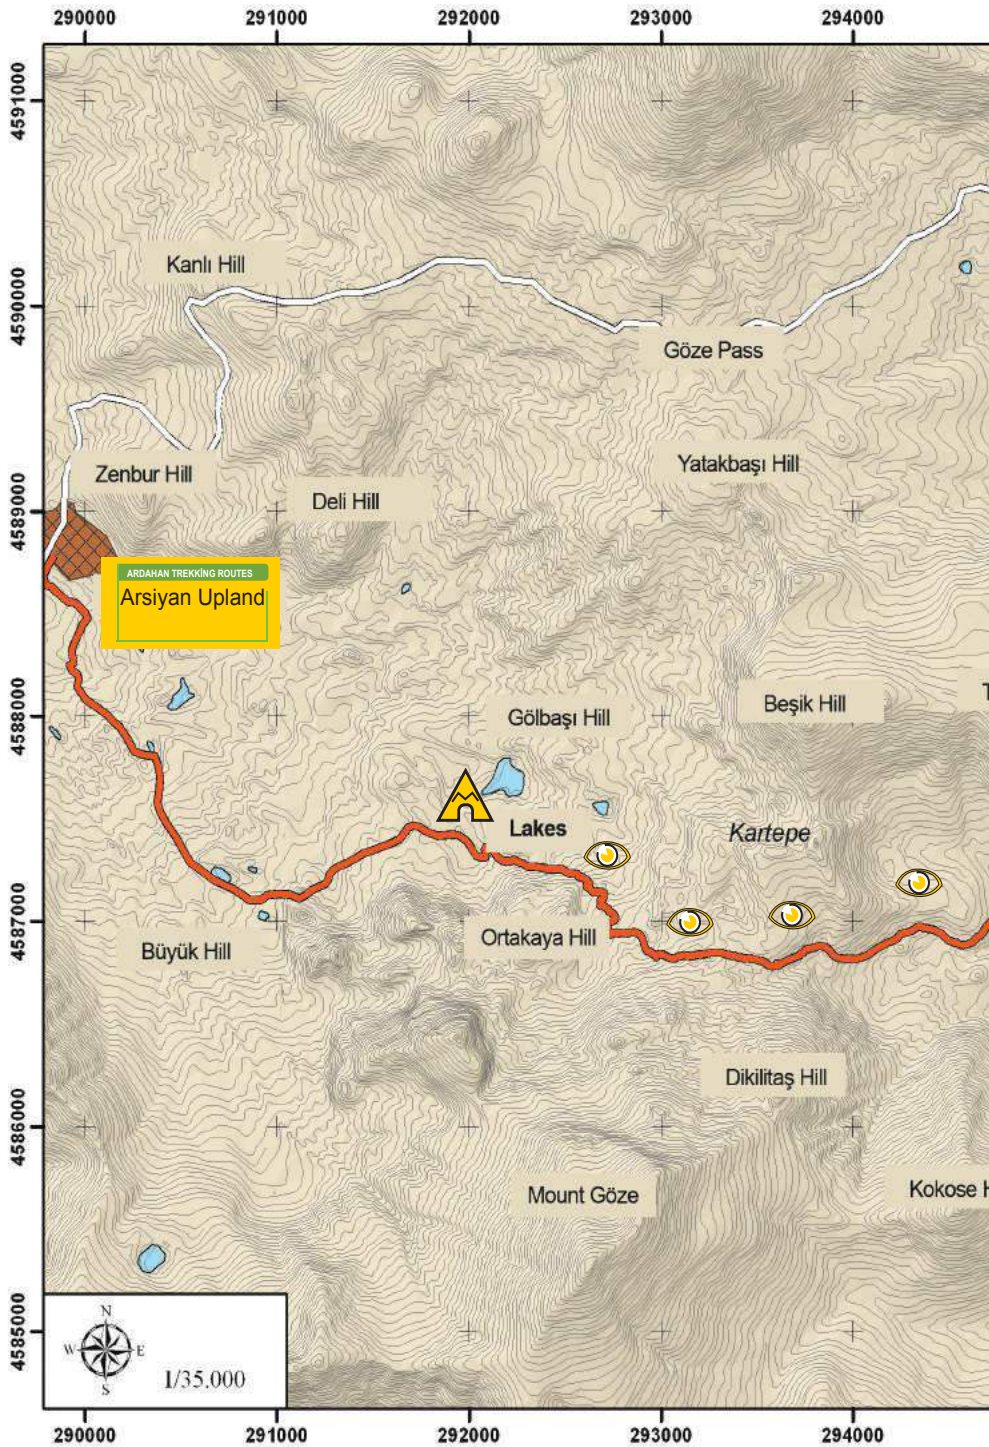 290000 291000 292000 293000 294000
4591000
Kanlı Hill
4590000
Göze Pass
Yatakbaşı Hill
Zenbur Hill
Deli Hill
4589000
ARDAHAN TREKKİNG ROUTES
Arsiyan Upland
Beşik Hill
T
Gölbaşı Hill
4588000
Lakes
Kartepe
4587000
Ortakaya Hill
Büyük Hill
Dikilitaş Hill
4586000
Kokose H
Mount Göze
4585000
N
W E
S
1/35.000
290000 291000 292000 293000 294000